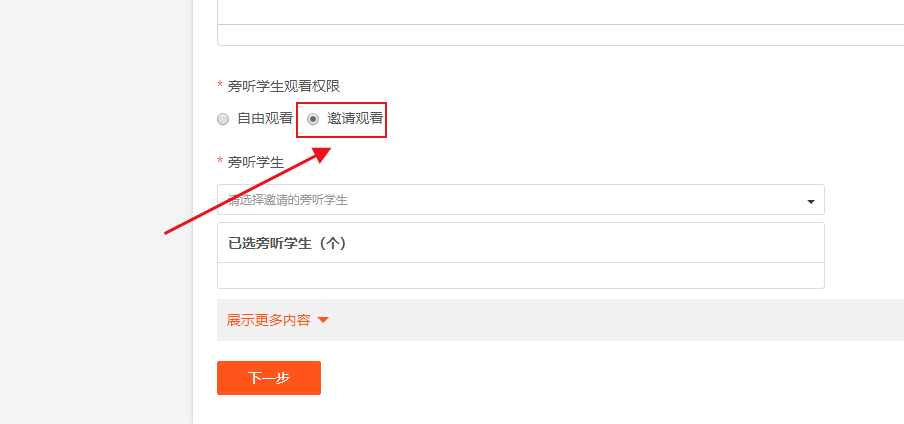 * 旁听学生观看权限
自由观看 邀请观看
* 旁听学生
请选择邀请的旁听学生
已选旁听学生（个）
展示更多内容
下一步